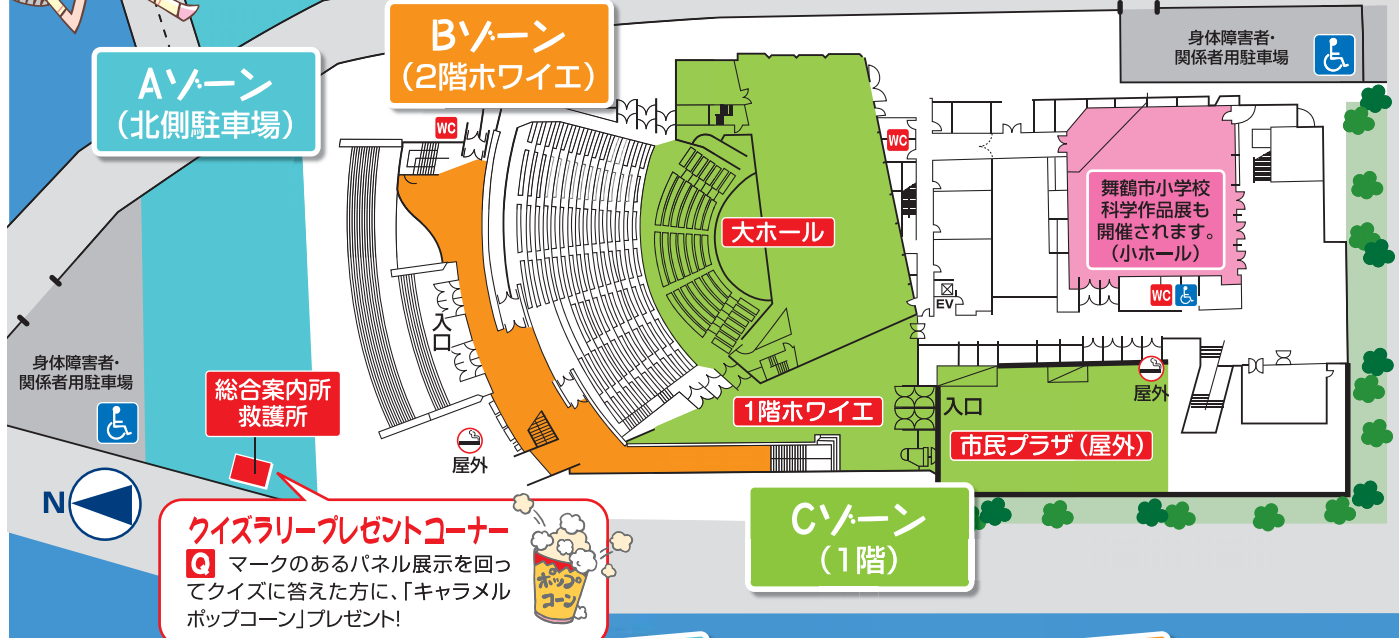 Aゾーン
（北側駐車場）
Bゾーン
（2階ホワイエ）
身体障害者・
関係者用駐車場
WC
WC
大ホール
舞鶴市小学校
科学作品展も
開催されます。
（小ホール）
WC
EV
入口
身体障害者・
関係者用駐車場
総合案内所
救護所
屋外
1階ホワイエ
入口
屋外
市民プラザ（屋外）
N
Cゾーン
（1階）
クイズラリープレゼントコーナー
Q マークのあるパネル展示を回っ
てクイズに答えた方に、「キャラメル
ポップコーン」プレゼント!
ポップ
コーン